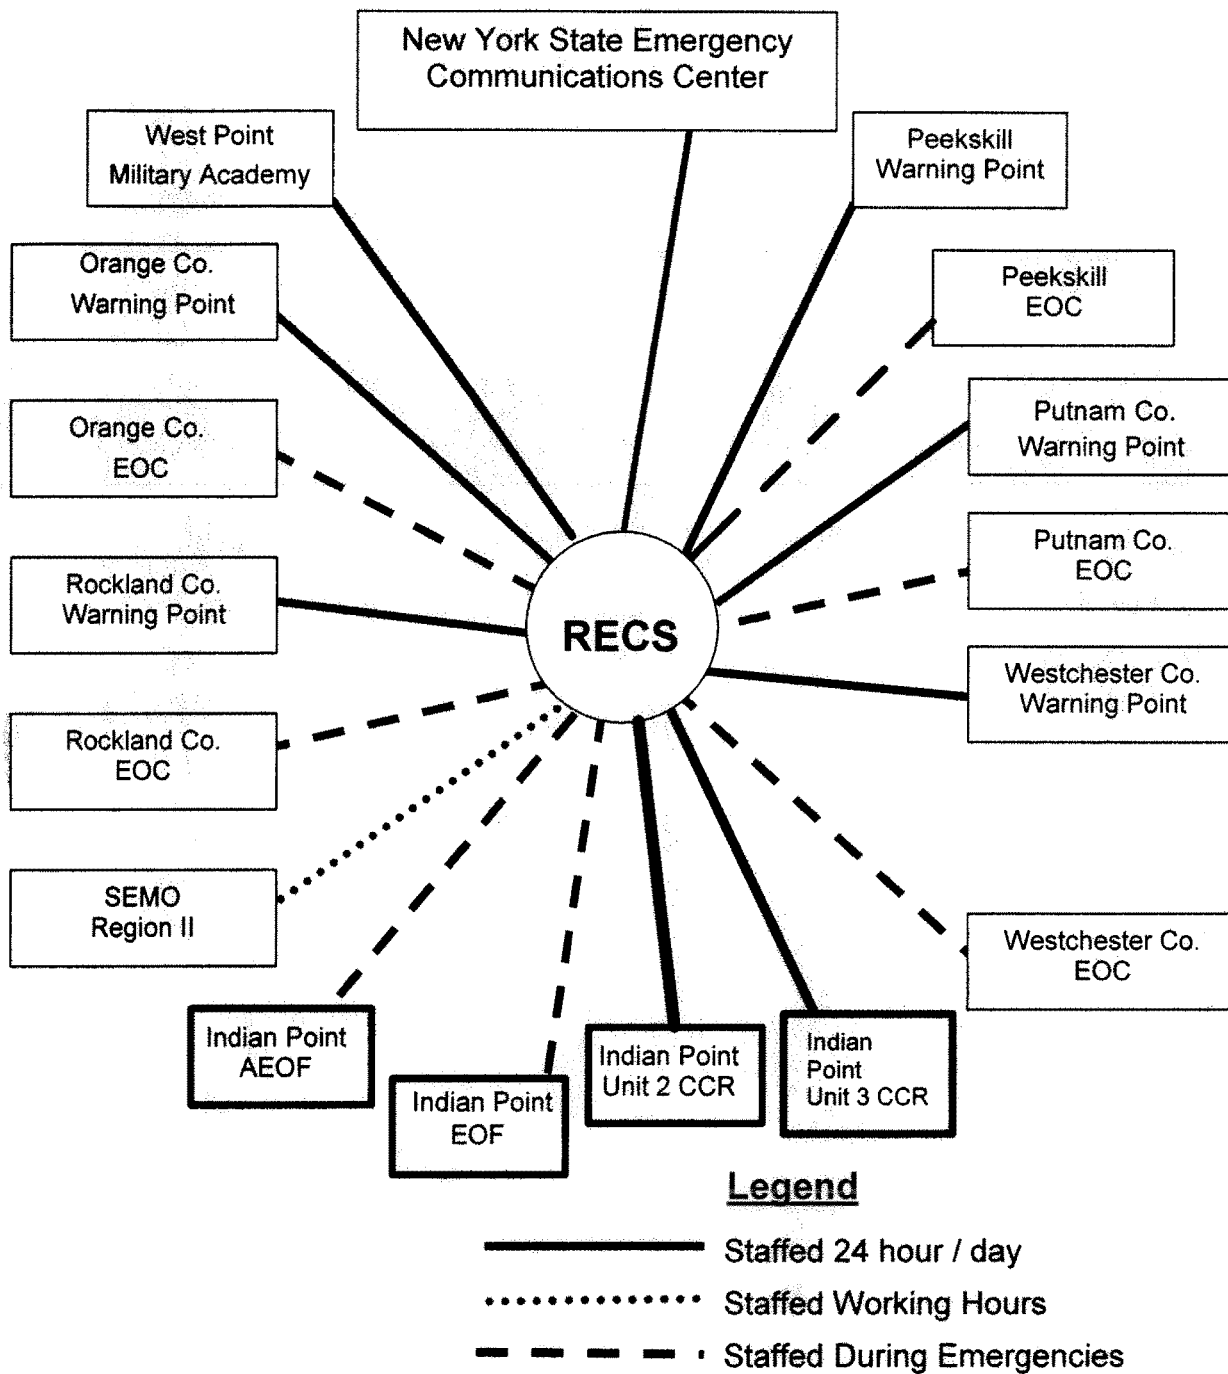 New York State Emergency
Communications Center
West Point
Military Academy
Peekskill
Warning Point
Orange Co.
Warning Point
Peekskill
EOC
Orange Co.
EOC
Putnam Co.
Warning Point
Putnam Co.
EOC
Rockland Co.
Warning Point
RECS
Westchester Co.
Warning Point
Rockland Co.
EOC
SEMO
Region II
Westchester Co.
EOC
Indian Point
AEOF
Indian Point
EOF
Indian Point
Unit 2 CCR
Indian
Point
Unit 3 CCR
Legend
Staffed 24 hour / day
Staffed Working Hours
Staffed During Emergencies